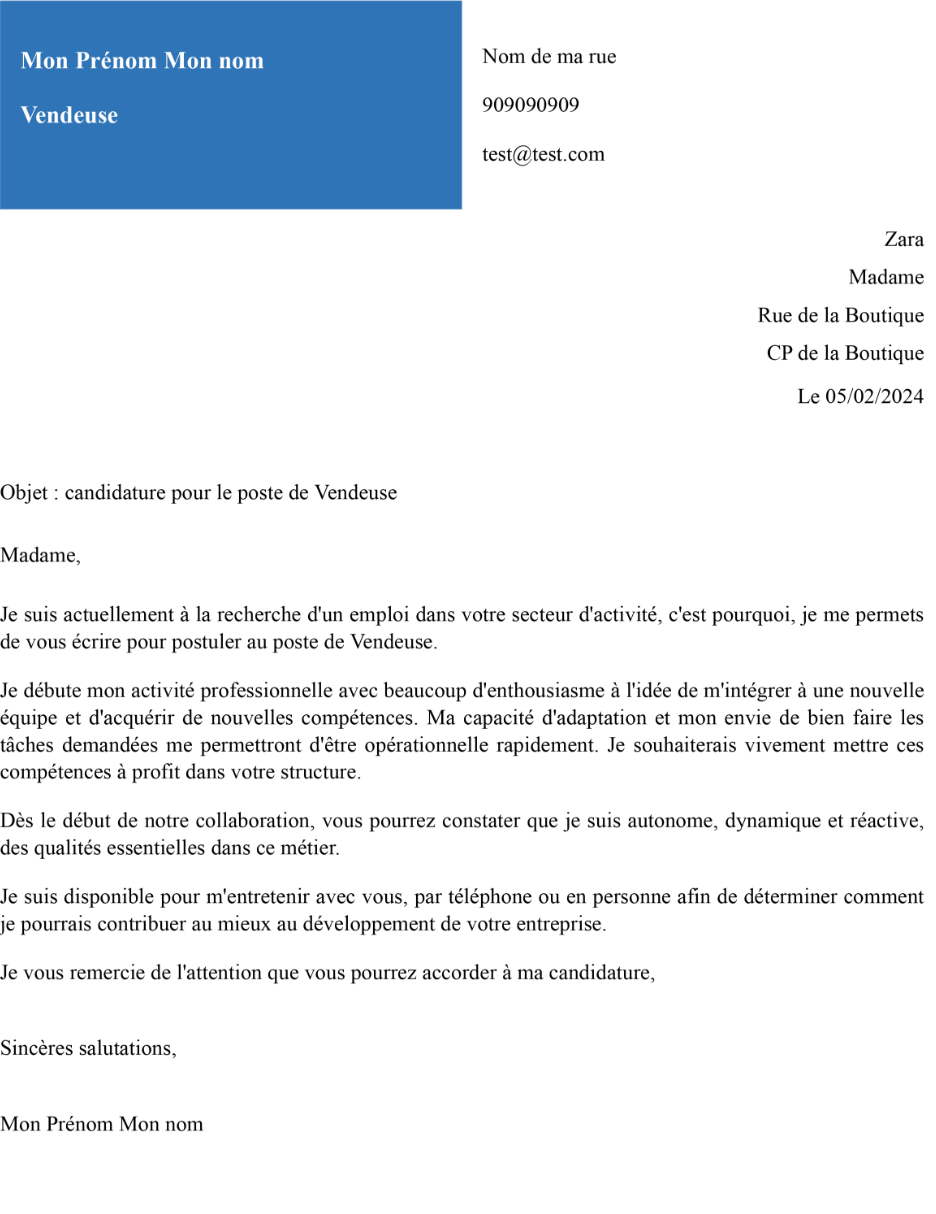 Mon Prénom Mon nom
Vendeuse
Nom de ma rue
909090909
test@test.com
Zara
Madame
Rue de la Boutique
CP de la Boutique
Le 05/02/2024
Objet : candidature pour le poste de Vendeuse
Madame,
Je suis actuellement à la recherche d'un emploi dans votre secteur d'activité, c'est pourquoi, je me permets
de vous écrire pour postuler au poste de Vendeuse.
Je débute mon activité professionnelle avec beaucoup d'enthousiasme à l'idée de m'intégrer à une nouvelle
équipe et d'acquérir de nouvelles compétences. Ma capacité d'adaptation et mon envie de bien faire les
tâches demandées me permettront d'être opérationnelle rapidement. Je souhaiterais vivement mettre ces
compétences à profit dans votre structure.
Dès le début de notre collaboration, vous pourrez constater que je suis autonome, dynamique et réactive,
des qualités essentielles dans ce métier.
Je suis disponible pour m'entretenir avec vous, par téléphone ou en personne afin de déterminer comment
je pourrais contribuer au mieux au développement de votre entreprise.
Je vous remercie de l'attention que vous pourrez accorder à ma candidature,
Sincères salutations,
Mon Prénom Mon nom